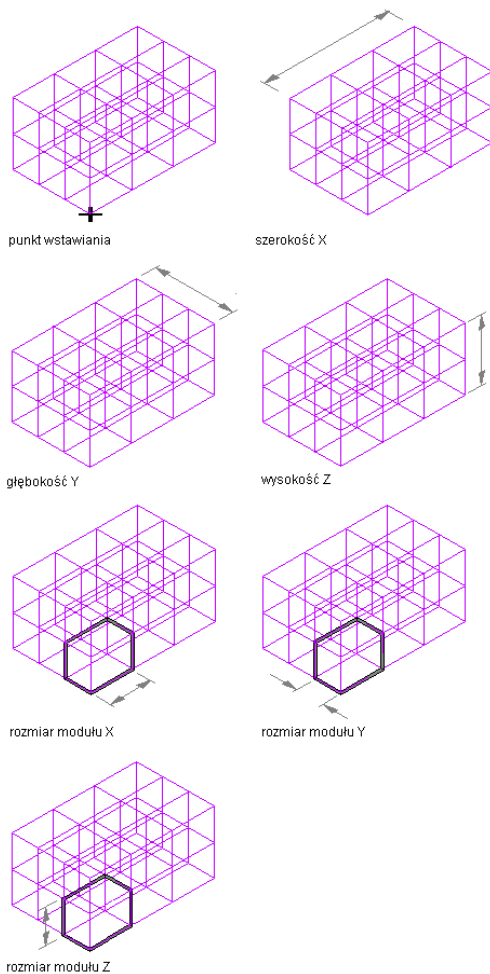 punkt wstawiania
szerokość X
głębokość Y
wysokość Z
rozmiar modułu X
rozmiar modułu Y
rozmiar modułu Z